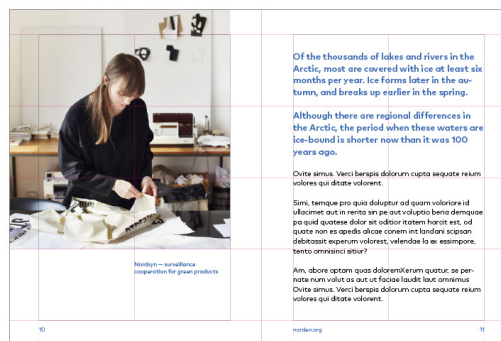 Nordsyn — surveillance
cooperation for green products
10
Of the thousands of lakes and rivers in the
Arctic, most are covered with ice at least six
months per year. Ice forms later in the au-
tumn, and breaks up earlier in the spring.
Although there are regional differences in
the Arctic, the period when these waters are
ice-bound is shorter now than it was 100
years ago.
Ovite simus. Verci berspis dolorum cupta sequate reium
volores qui ditate volorent.
Simi, temque pro quia doluptur ad quam voloriore id
ullacimet aut in rerita sin pe aut voluptio beria demquae
pa quid quatese dolor sit oditior itatem harcit est, od
quate non es apedis alicae conem int landani scipsan
debitassit experum volorest, velendae la ex essimpore,
tento omnisinci sitiur?
Am, abore optam quas doloremXerum quatur, se per-
nate num volut as aut ut faciae laudit laut omnimus
Ovite simus. Verci berspis dolorum cupta sequate reium
volores qui ditate volorent.
norden.org
11